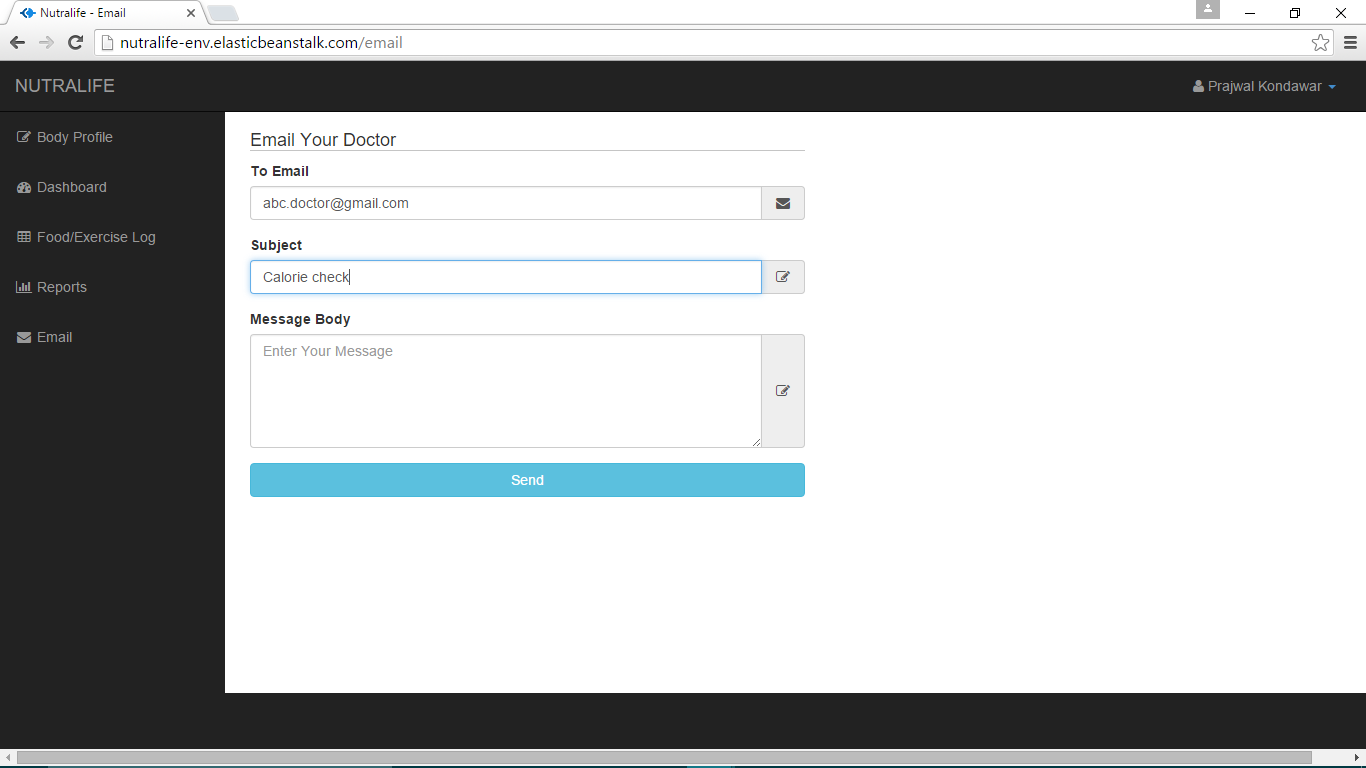 Nutralife - Email
nutralife-env.elasticbeanstalk.com/email
NUTRALIFE
Prajwal Kondawar
Body Profile
Dashboard
Food/Exercise Log
Reports
Email
Email Your Doctor
To Email
abc.doctor@gmail.com
Subject
Calorie check
Message Body
Enter Your Message
Send